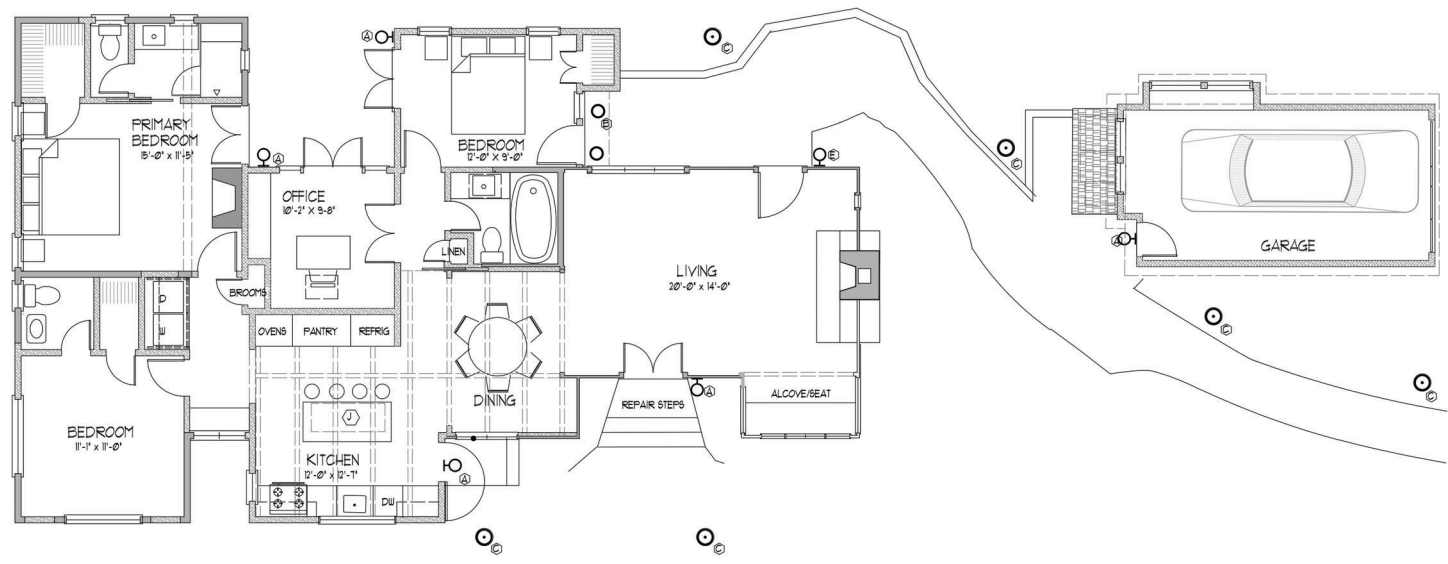 A
C
PRIMARY
BEDROOM
15'-0" x 11'-5"
BEDROOM
12'-0" X 9'-0"
B
A
E
C
OFFICE
10'-2" X 9-8"
LINEN
LIVING
20'-0" x 14'-0"
A
GARAGE
BROOMS
D
W
OVENS
PANTRY
REFRIG
C
DINING
A
REPAIR STEPS
ALCOVE/SEAT
C
J
BEDROOM
11'-1" x 11'-0"
KITCHEN
12'-0" X 12'-7"
A
DW
C
C